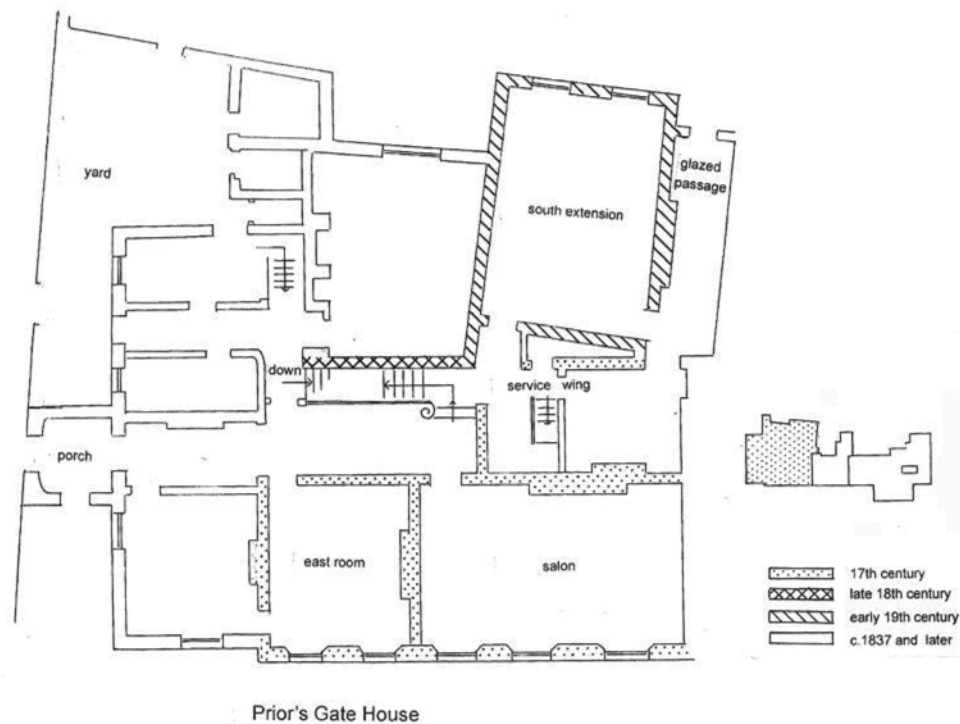 yard
glazed
passage
south extension
down
service wing
porch
east room
salon
17th century
late 18th century
early 19th century
c.1837 and later
Prior's Gate House